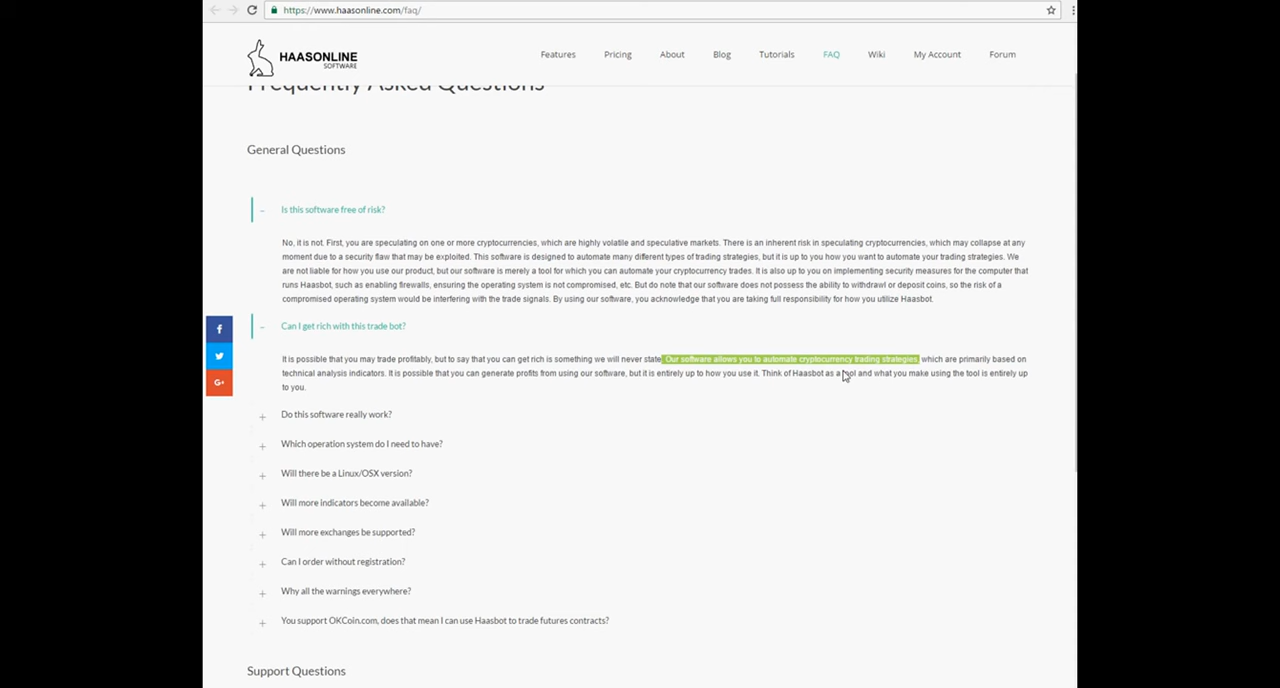 https://www.haasonline.com/faq/
HAASONLINE
SOFTWARE
Features Pricing About Blog Tutorials FAQ Wiki My Account Forum
Frequently Asked Questions
General Questions
Is this software free of risk?
No, it is not. First, you are speculating on one or more cryptocurrencies, which are highly volatile and speculative markets. There is an inherent risk in speculating cryptocurrencies, which may collapse at any
moment due to a security flaw that may be exploited. This software is designed to automate many different types of trading strategies, but it is up to you how you want to automate your trading strategies. We
are not liable for how you use our product, but our software is merely a tool for which you can automate your cryptocurrency trades. It is also up to you on implementing security measures for the computer that
runs Haasbot, such as enabling firewalls, ensuring the operating system is not compromised, etc. But do note that our software does not possess the ability to withdrawl or deposit coins, so the risk of a
compromised operating system would be interfering with the trade signals. By using our software, you acknowledge that you are taking full responsibility for how you utilize Haasbot.
Can I get rich with this trade bot?
It is possible that you may trade profitably, but to say that you can get rich is something we will never state. Our software allows you to automate cryptocurrency trading strategies, which are primarily based on
technical analysis indicators. It is possible that you can generate profits from using our software, but it is entirely up to how you use it. Think of Haasbot as a tool and what you make using the tool is entirely up
to you.
Do this software really work?
Which operation system do I need to have?
Will there be a Linux/OSX version?
Will more indicators become available?
Will more exchanges be supported?
Can I order without registration?
Why all the warnings everywhere?
You support OKCoin.com, does that mean I can use Haasbot to trade futures contracts?
Support Questions